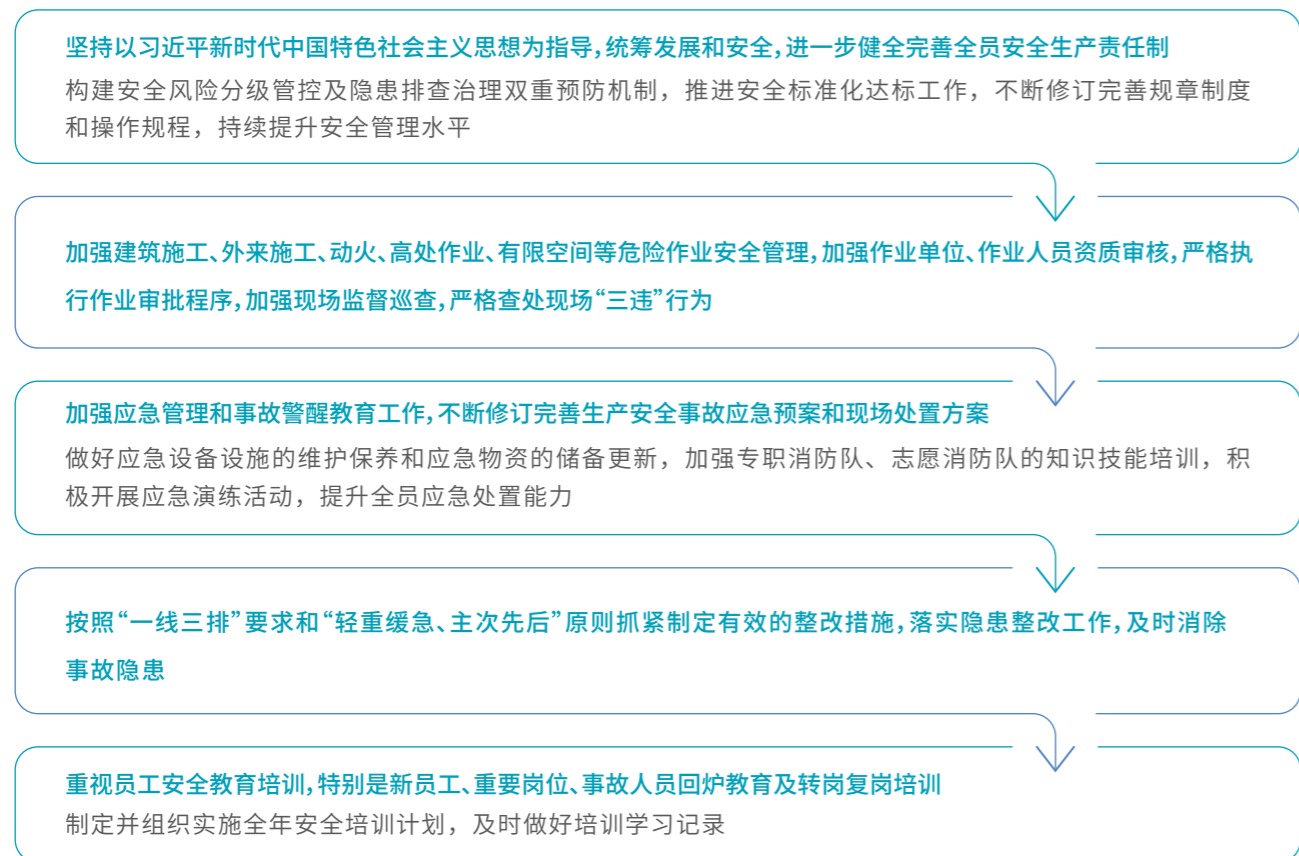 坚持以习近平新时代中国特色社会主义思想为指导，统筹发展和安全，进一步健全完善全员安全生产责任制
构建安全风险分级管控及隐患排查治理双重预防机制，推进安全标准化达标工作，不断修订完善规章制度
和操作规程，持续提升安全管理水平
加强建筑施工、外来施工、动火、高处作业、有限空间等危险作业安全管理，加强作业单位、作业人员资质审核，严格执
行作业审批程序，加强现场监督巡查，严格查处现场“三违”行为
加强应急管理和事故警醒教育工作，不断修订完善生产安全事故应急预案和现场处置方案
做好应急设备设施的维护保养和应急物资的储备更新，加强专职消防队、志愿消防队的知识技能培训，积
极开展应急演练活动，提升全员应急处置能力
按照“一线三排”要求和“轻重缓急、主次先后”原则抓紧制定有效的整改措施，落实隐患整改工作，及时消除
事故隐患
重视员工安全教育培训，特别是新员工、重要岗位、事故人员回炉教育及转岗复岗培训
制定并组织实施全年安全培训计划，及时做好培训学习记录